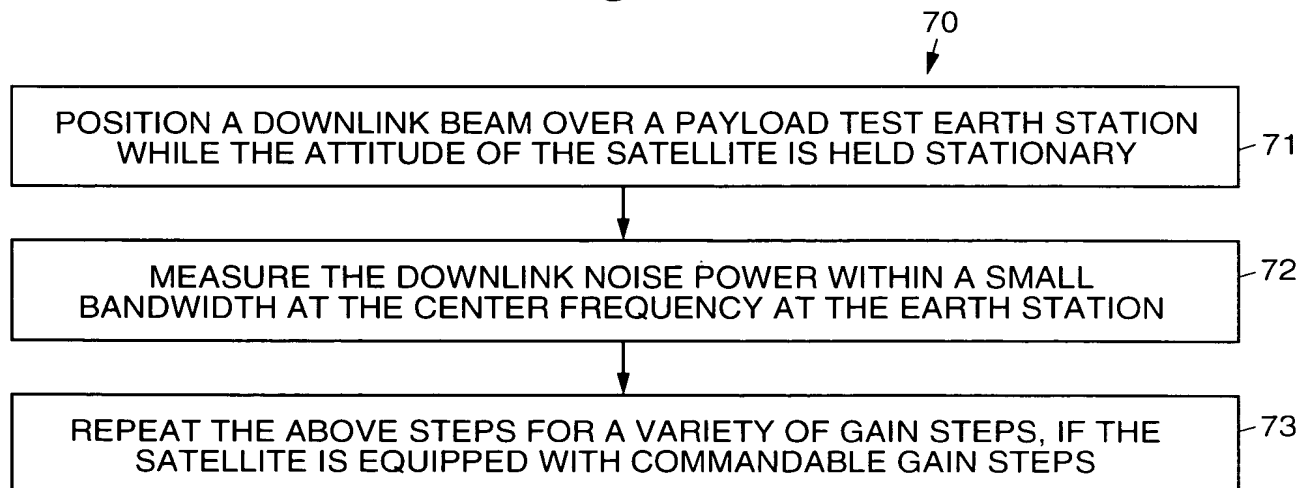 70
POSITION A DOWNLINK BEAM OVER A PAYLOAD TEST EARTH STATION
WHILE THE ATTITUDE OF THE SATELLITE IS HELD STATIONARY
71
MEASURE THE DOWNLINK NOISE POWER WITHIN A SMALL
BANDWIDTH AT THE CENTER FREQUENCY AT THE EARTH STATION
72
REPEAT THE ABOVE STEPS FOR A VARIETY OF GAIN STEPS, IF THE
SATELLITE IS EQUIPPED WITH COMMANDABLE GAIN STEPS
73